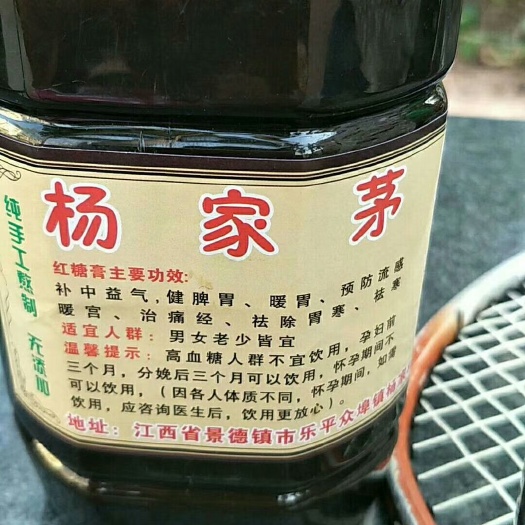 杨家茅
纯手工熬制 无添加
红糖膏主要功效:
补中益气,健脾胃、暖胃、预防流感
暖宫、治痛经、祛除胃寒、祛寒
适宜人群：男女老少皆宜
温馨提示：高血糖人群不宜饮用，孕妇前
三个月，分娩后三个月可以饮用，怀孕期间不
可以饮用，（因各人体质不同，怀孕期间，如需
饮用，应咨询医生后，饮用更放心）。
地址：江西省景德镇市乐平众埠镇杨家